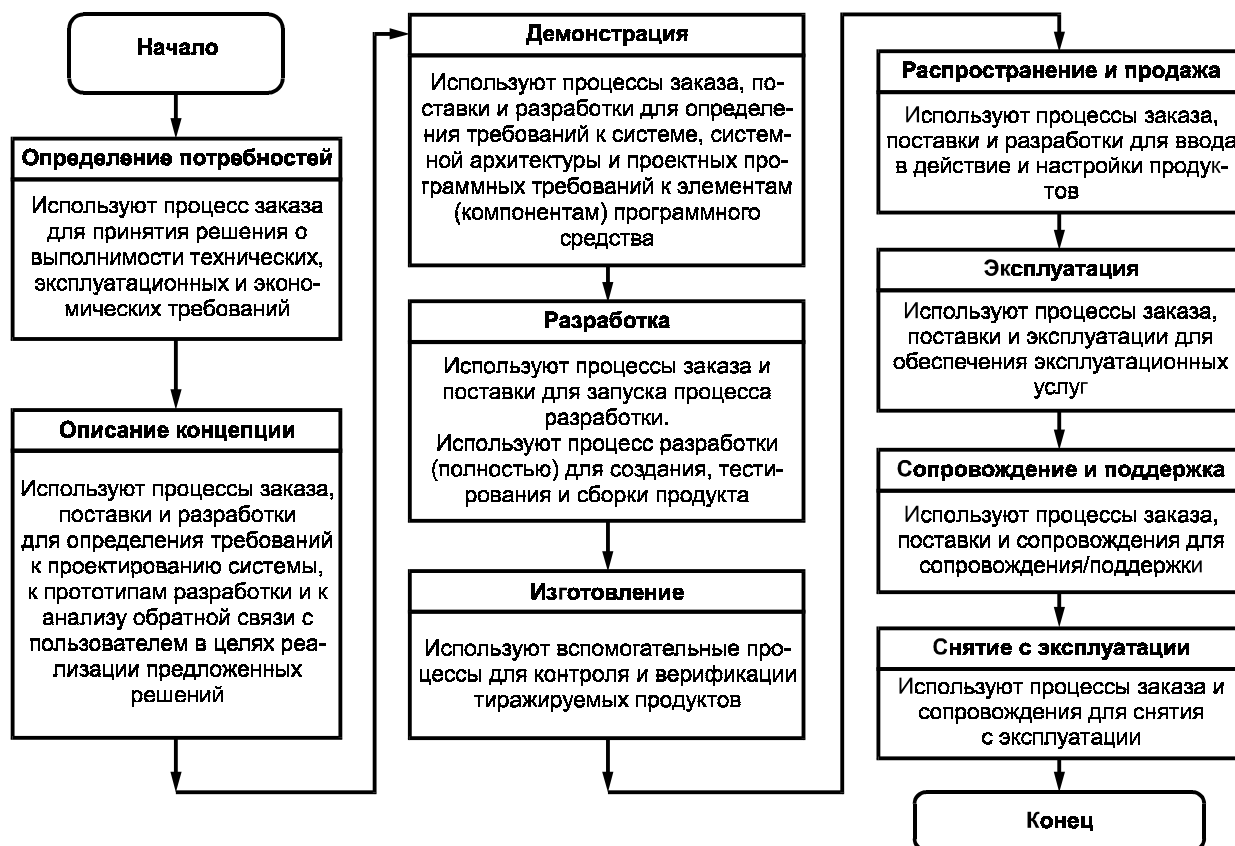 Начало
Определение потребностей
Используют процесс заказа
для принятия решения о
выполнимости технических,
эксплуатационных и эконо-
мических требований
Описание концепции
Используют процессы заказа,
поставки и разработки
для определения требований
к проектированию системы,
к прототипам разработки и к
анализу обратной связи с
пользователем в целях реа-
лизации предложенных
решений
Демонстрация
Используют процессы заказа, по-
ставки и разработки для определе-
ния требований к системе, систем-
ной архитектуры и проектных про-
граммных требований к элементам
(компонентам) программного
средства
Разработка
Используют процессы заказа и
поставки для запуска процесса
разработки.
Используют процесс разработки
(полностью) для создания, тести-
рования и сборки продукта
Изготовление
Используют вспомогательные про-
цессы для контроля и верификации
тиражируемых продуктов
Распространение и продажа
Используют процессы заказа,
поставки и разработки для ввода
в действие и настройки продук-
тов
Эксплуатация
Используют процессы заказа,
поставки и эксплуатации для
обеспечения эксплуатационных
услуг
Сопровождение и поддержка
Используют процессы заказа,
поставки и сопровождения для
сопровождения/поддержки
Снятие с эксплуатации
Используют процессы заказа и
сопровождения для снятия
с эксплуатации
Конец